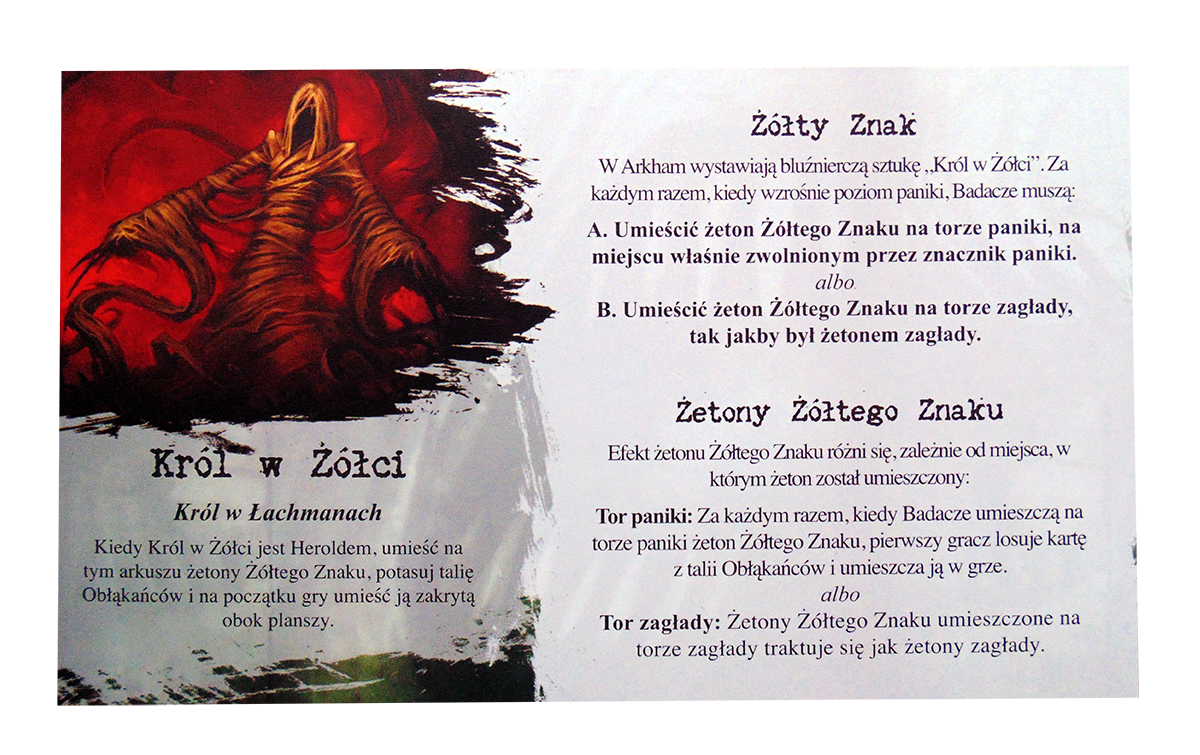 Król w Żółci
Król w Łachmanach
Kiedy Król w Żółci jest Heroldem, umieść na
tym arkuszu żetony Żółtego Znaku, potasuj talię
Obłąkańców i na początku gry umieść ją zakrytą
obok planszy.
Żółty Znak
W Arkham wystawiają bluźnierczą sztukę „Król w Żółci”. Za
każdym razem, kiedy wzrośnie poziom paniki, Badacze muszą:
A. Umieścić żeton Żółtego Znaku na torze paniki, na
miejscu właśnie zwolnionym przez znacznik paniki.
albo
B. Umieścić żeton Żółtego Znaku na torze zagłady,
tak jakby był żetonem zagłady.
Żetony Żółtego Znaku
Efekt żetonu Żółtego Znaku różni się, zależnie od miejsca, w
którym żeton został umieszczony:
Tor paniki: Za każdym razem, kiedy Badacze umieszczą na
torze paniki żeton Żółtego Znaku, pierwszy gracz losuje kartę
z talii Obłąkańców i umieszcza ją w grze.
albo
Tor zagłady: Żetony Żółtego Znaku umieszczone na
torze zagłady traktuje się jak żetony zagłady.